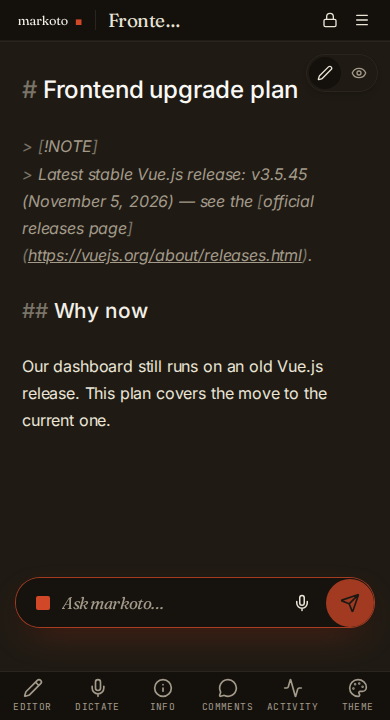 markoto
Fronte...
# Frontend upgrade plan
> [!NOTE]
> Latest stable Vue.js release: v3.5.45
(November 5, 2026) — see the [official
releases page]
(https://vuejs.org/about/releases.html).
## Why now
Our dashboard still runs on an old Vue.js
release. This plan covers the move to the
current one.
Ask markoto...
EDITOR DICTATE INFO COMMENTS ACTIVITY THEME